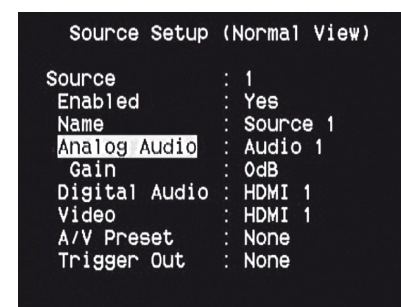 Source Setup (Normal View)
Source : 1
Enabled : Yes
Name : Source 1
Analog Audio : Audio 1
Gain : 0dB
Digital Audio : HDMI 1
Video : HDMI 1
A/V Preset : None
Trigger Out : None